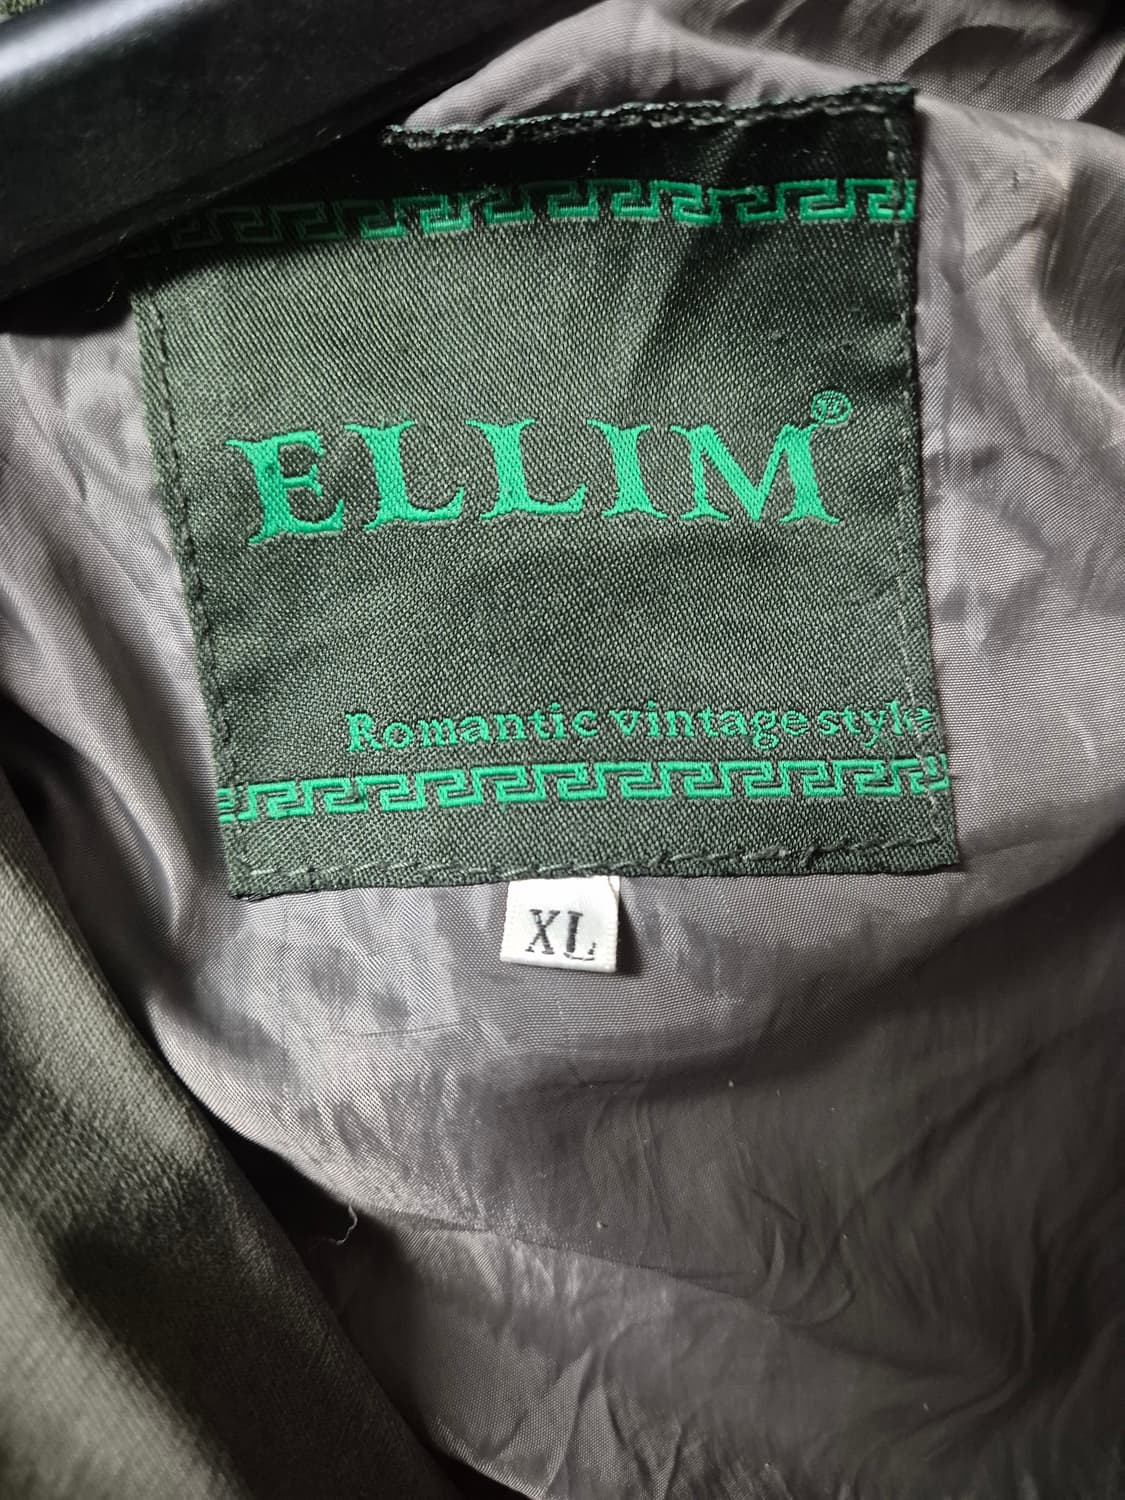 ELLIM®
Romantic vintage style
XL